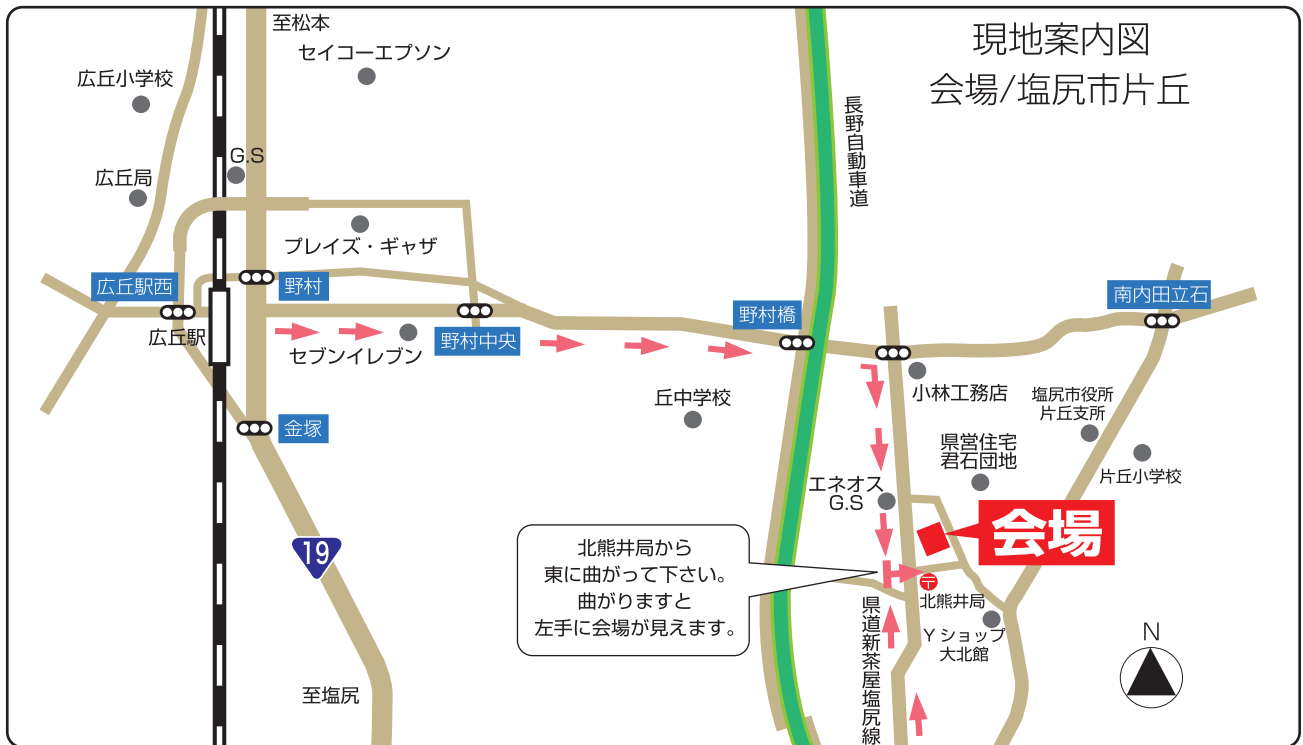 現地案内図
会場/塩尻市片丘
至松本
セイコーエプソン
広丘小学校
G.S
広丘局
プレイズ・ギャザ
長野自動車道
広丘駅西
野村
広丘駅
セブンイレブン
野村中央
野村橋
南内田立石
金塚
丘中学校
小林工務店
塩尻市役所
片丘支所
県営住宅
君石団地
片丘小学校
エネオス
G.S
会場
19
北熊井局から
東に曲がって下さい。
曲がりますと
左手に会場が見えます。
〒
北熊井局
Yショップ
大北館
県道新茶屋塩尻線
至塩尻
N